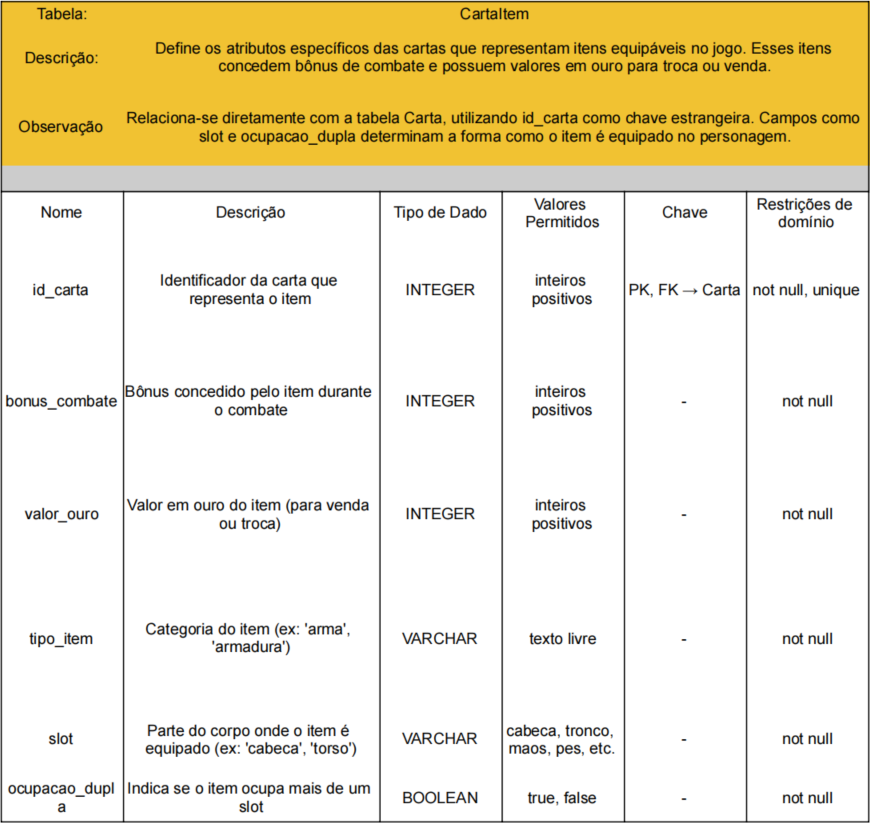 Tabela:
CartaItem
Descrição:
Define os atributos específicos das cartas que representam itens equipáveis no jogo. Esses itens
concedem bônus de combate e possuem valores em ouro para troca ou venda.
Observação
Relaciona-se diretamente com a tabela Carta, utilizando id_carta como chave estrangeira. Campos como
slot e ocupacao_dupla determinam a forma como o item é equipado no personagem.
Nome
Descrição
Tipo de Dado
Valores
Permitidos
Chave
Restrições de
domínio
id_carta
Identificador da carta que
representa o item
INTEGER
inteiros
positivos
PK, FK → Carta
not null, unique
bonus_combate
Bônus concedido pelo item durante
o combate
INTEGER
inteiros
positivos
-
not null
valor_ouro
Valor em ouro do item (para venda
ou troca)
INTEGER
inteiros
positivos
-
not null
tipo_item
Categoria do item (ex: 'arma',
'armadura')
VARCHAR
texto livre
-
not null
slot
Parte do corpo onde o item é
equipado (ex: 'cabeca', 'torso')
VARCHAR
cabeca, tronco,
maos, pes, etc.
-
not null
ocupacao_dupl
a
Indica se o item ocupa mais de um
slot
BOOLEAN
true, false
-
not null